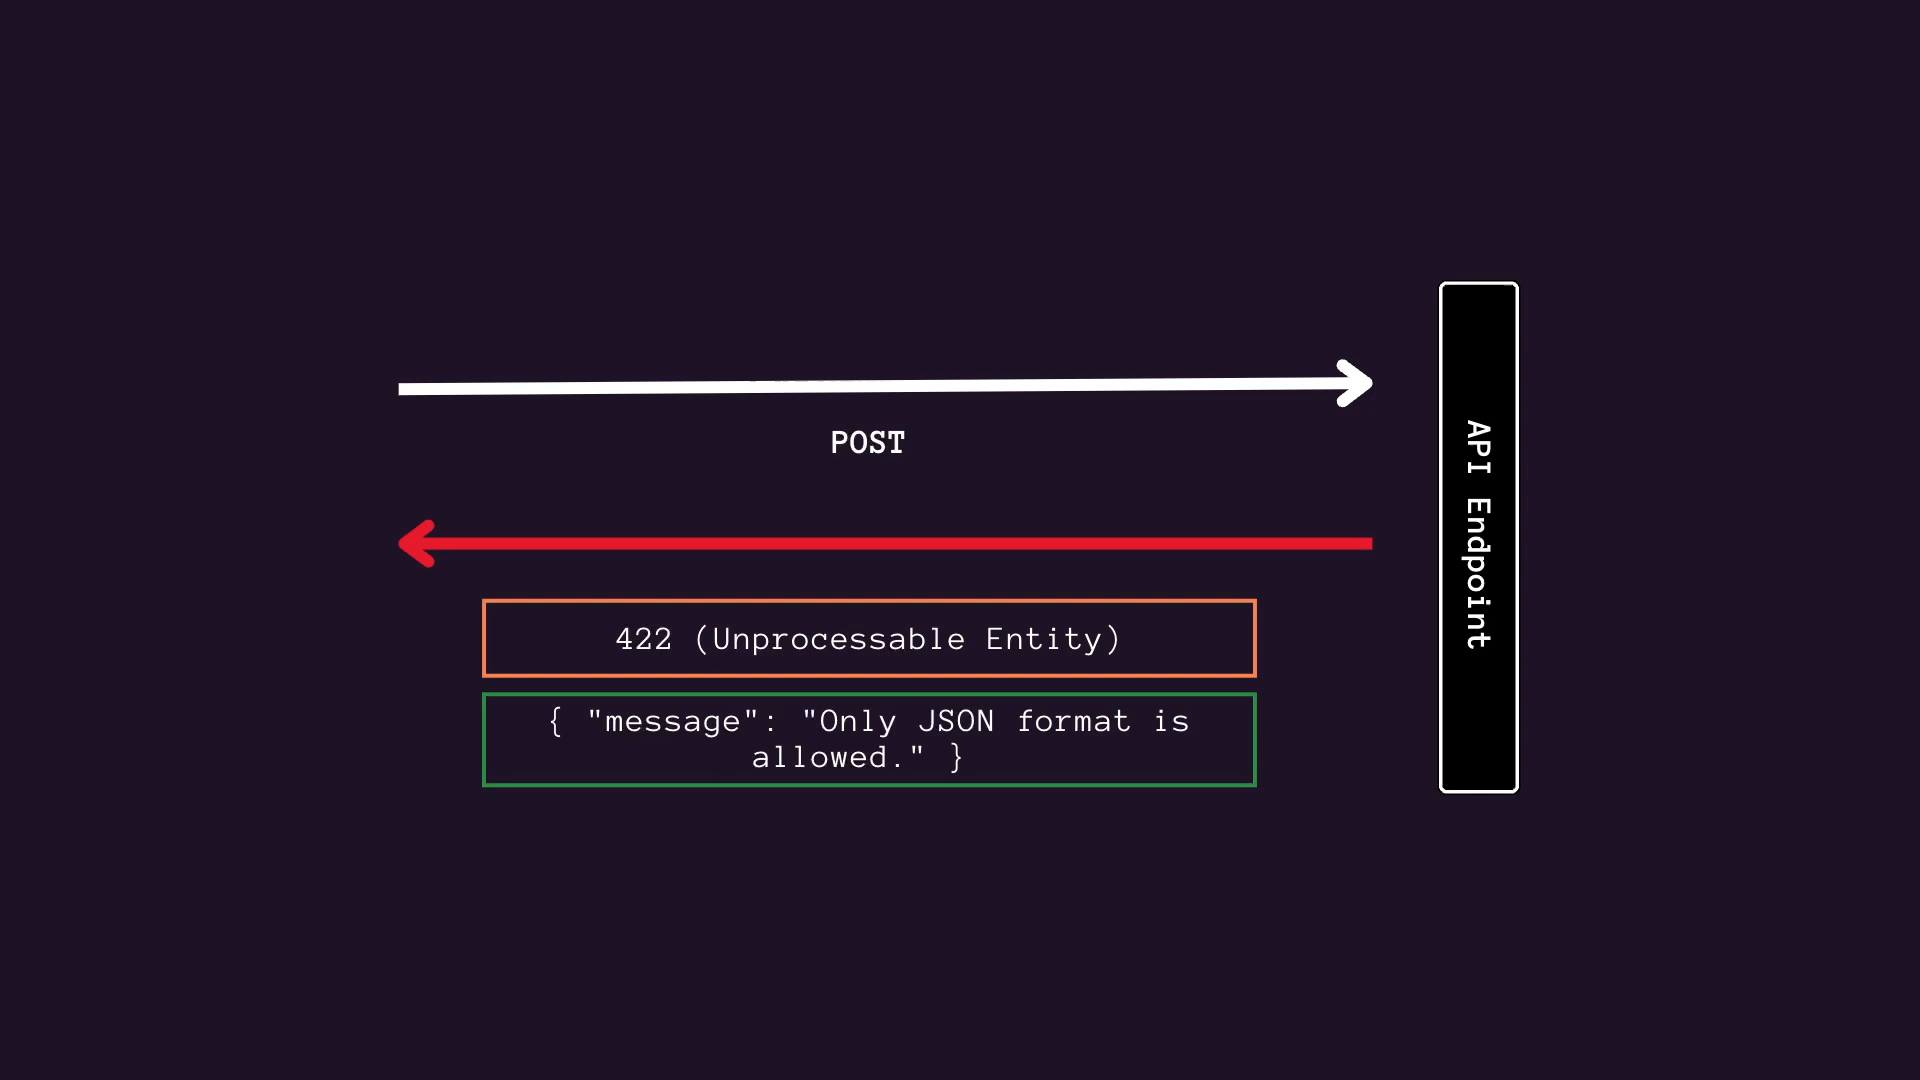 POST
422 (Unprocessable Entity)
{ "message": "Only JSON format is
allowed." }
API Endpoint